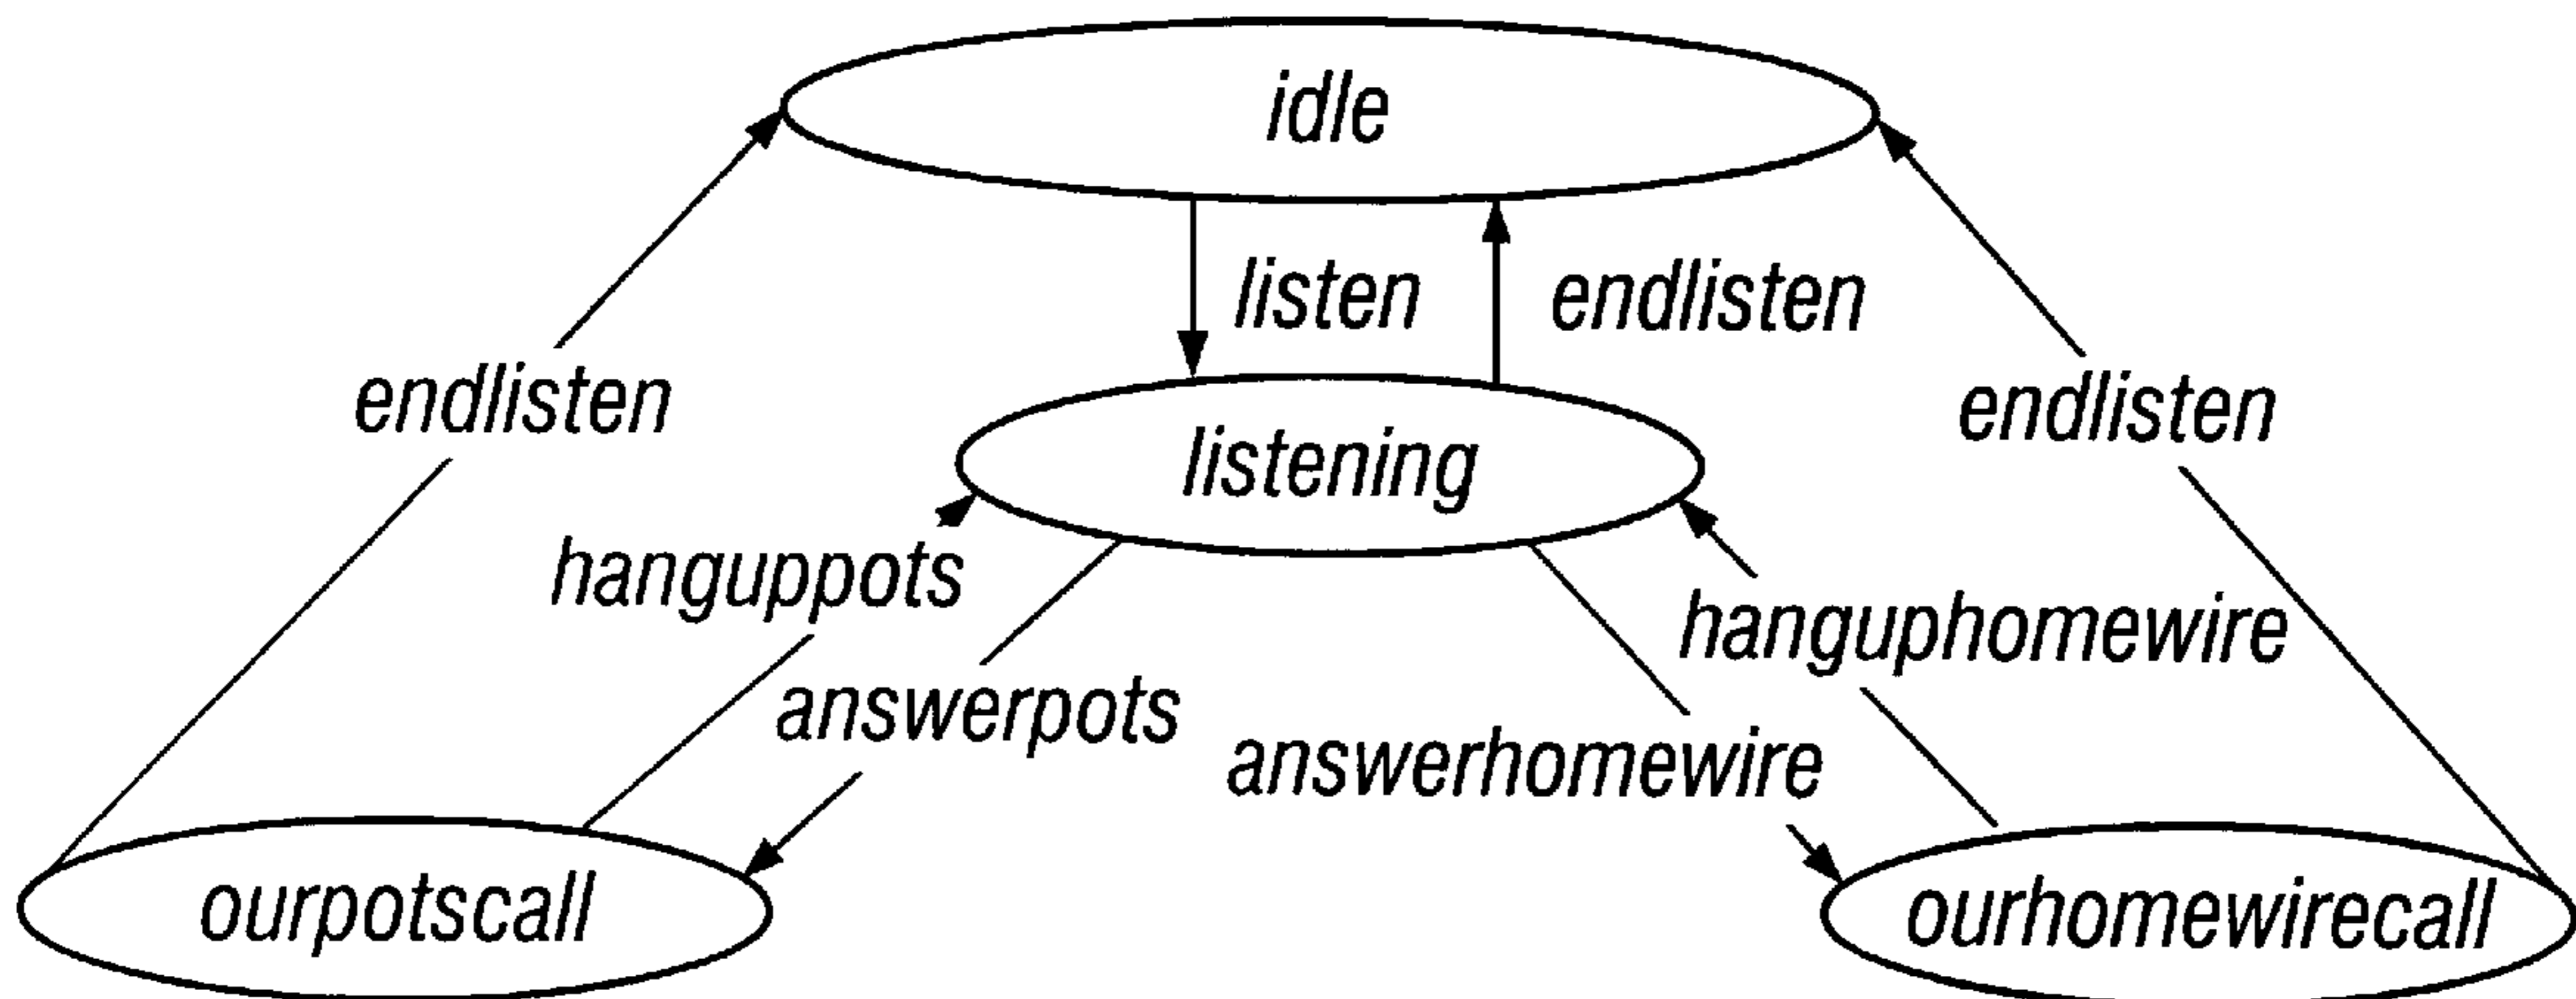 idle
listen
endlisten
endlisten
endlisten
listening
hanguppots
hanguphomewire
answerpots
answerhomewire
ourpotscall
ourhomewirecall